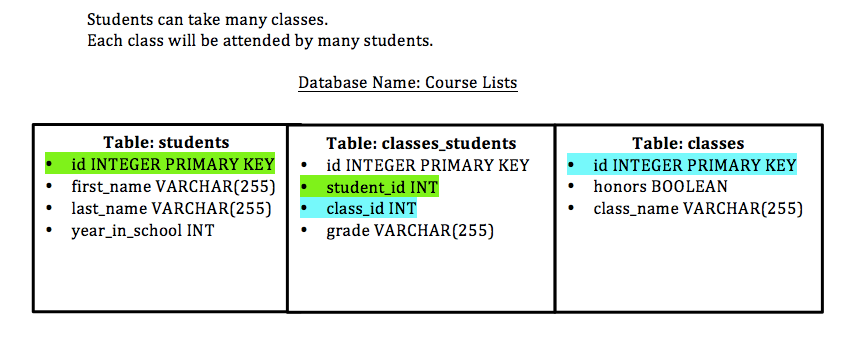 Students can take many classes.
Each class will be attended by many students.
Database Name: Course Lists
Table: students
• id INTEGER PRIMARY KEY
• first_name VARCHAR(255)
• last_name VARCHAR(255)
• year_in_school INT
Table: classes_students
• id INTEGER PRIMARY KEY
• student_id INT
• class_id INT
• grade VARCHAR(255)
Table: classes
• id INTEGER PRIMARY KEY
• honors BOOLEAN
• class_name VARCHAR(255)